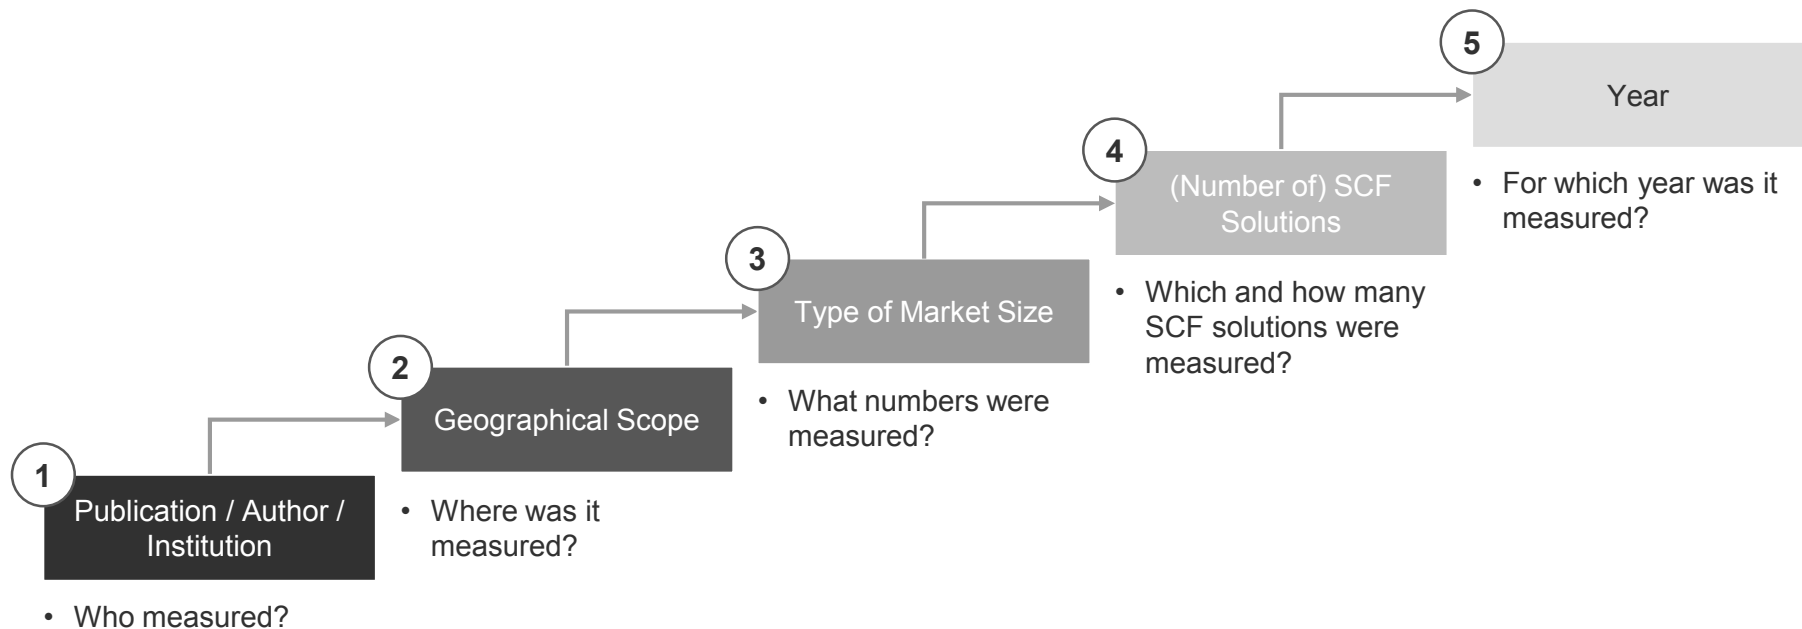 1
Publication / Author /
Institution
• Who measured?
2
Geographical Scope
• Where was it
measured?
3
Type of Market Size
• What numbers were
measured?
4
(Number of) SCF
Solutions
• Which and how many
SCF solutions were
measured?
5
Year
• For which year was it
measured?